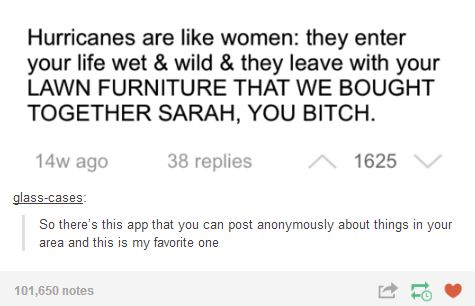 Hurricanes are like women: they enter
your life wet & wild & they leave with your
LAWN FURNITURE THAT WE BOUGHT
TOGETHER SARAH, YOU BITCH.
14w ago 38 replies 1625
glass-cases:
So there's this app that you can post anonymously about things in your
area and this is my favorite one
101,650 notes